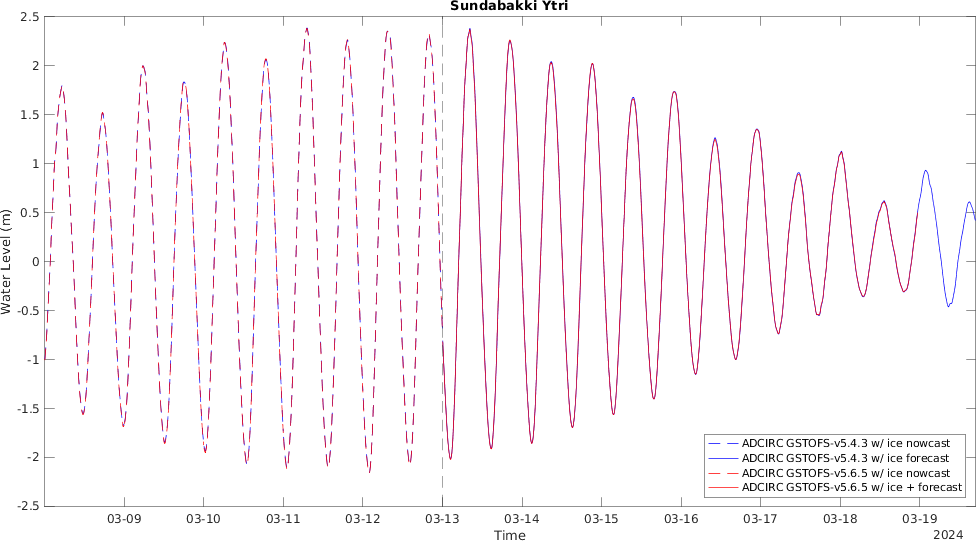 Sundabakki Ytri
2.5
2
1.5
1
0.5
0
-0.5
-1
-1.5
-2
-2.5
Water Level (m)
03-09 03-10 03-11 03-12 03-13 03-14 03-15 03-16 03-17 03-18 03-19
Time
2024
ADCIRC GSTOFS-v5.4.3 w/ ice nowcast
ADCIRC GSTOFS-v5.4.3 w/ ice forecast
ADCIRC GSTOFS-v5.6.5 w/ ice nowcast
ADCIRC GSTOFS-v5.6.5 w/ ice + forecast